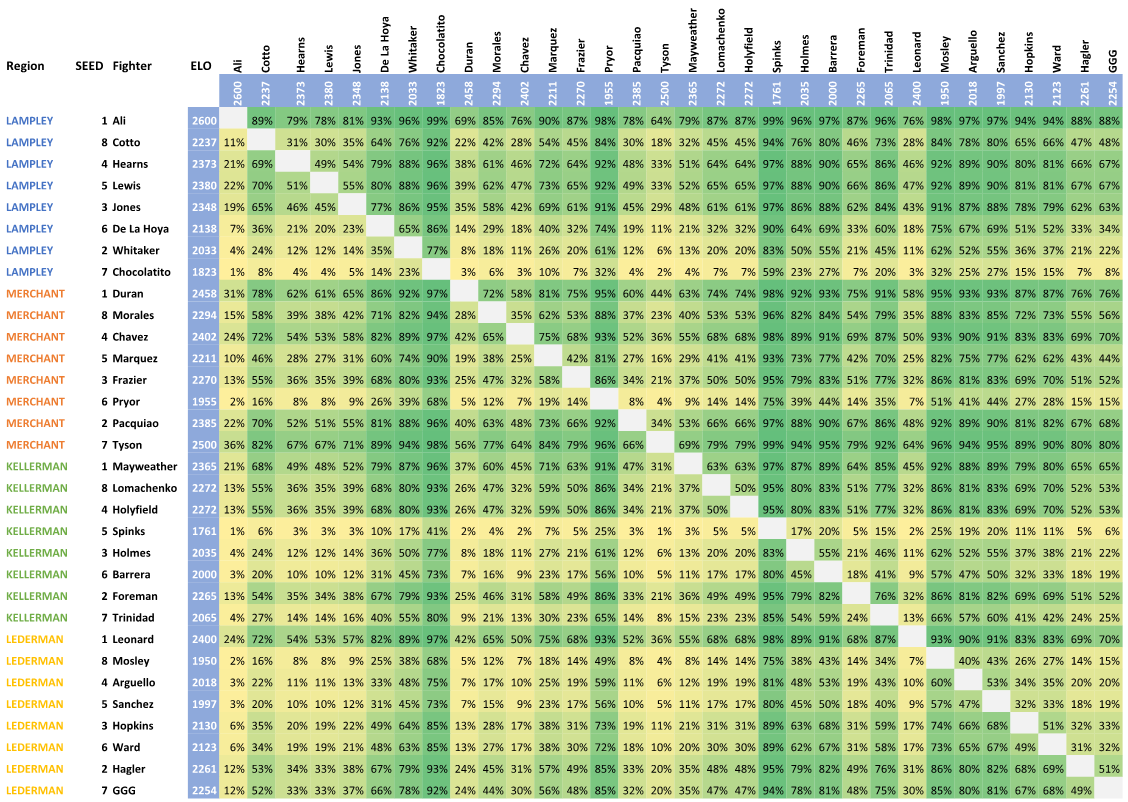 Region SEED Fighter ELO Ali Cotto Hearns Lewis Jones De La Hoya Whitaker Chocolatito Duran Morales Chavez Marquez Frazier Pryor Pacquiao Tyson Mayweather Lomachenko Holyfield Spinks Holmes Barrera Foreman Trinidad Leonard Mosley Arguello Sanchez Hopkins Ward Hagler GGG
2600 2237 2373 2380 2348 2138 2033 1823 2458 2294 2402 2211 2270 1955 2385 2500 2365 2272 2272 1761 2035 2000 2265 2065 2400 1950 2018 1997 2130 2123 2261 2254
LAMPLEY 1 Ali 2600 89% 79% 78% 81% 93% 96% 99% 69% 85% 76% 90% 87% 98% 78% 64% 79% 87% 87% 99% 96% 97% 87% 96% 76% 98% 97% 97% 94% 94% 88% 88%
LAMPLEY 8 Cotto 2237 11% 31% 30% 35% 64% 76% 92% 22% 42% 28% 54% 45% 84% 30% 18% 32% 45% 45% 94% 76% 80% 46% 73% 28% 84% 78% 80% 65% 66% 47% 48%
LAMPLEY 4 Hearns 2373 21% 69% 49% 54% 79% 88% 96% 38% 61% 46% 72% 64% 92% 48% 33% 51% 64% 64% 97% 88% 90% 65% 86% 46% 92% 89% 90% 80% 81% 66% 67%
LAMPLEY 5 Lewis 2380 22% 70% 51% 55% 80% 88% 96% 39% 62% 47% 73% 65% 92% 49% 33% 52% 65% 65% 97% 88% 90% 66% 86% 47% 92% 89% 90% 81% 81% 67% 67%
LAMPLEY 3 Jones 2348 19% 65% 46% 45% 77% 86% 95% 35% 58% 42% 69% 61% 91% 45% 29% 48% 61% 61% 97% 86% 88% 62% 84% 43% 91% 87% 88% 78% 79% 62% 63%
LAMPLEY 6 De La Hoya 2138 7% 36% 21% 20% 23% 65% 86% 14% 29% 18% 40% 32% 74% 19% 11% 21% 32% 32% 90% 64% 69% 33% 60% 18% 75% 67% 69% 51% 52% 33% 34%
LAMPLEY 2 Whitaker 2033 4% 24% 12% 12% 14% 35% 77% 8% 18% 11% 26% 20% 61% 12% 6% 13% 20% 20% 83% 50% 55% 21% 45% 11% 62% 52% 55% 36% 37% 21% 22%
LAMPLEY 7 Chocolatito 1823 1% 8% 4% 4% 5% 14% 23% 3% 6% 3% 10% 7% 32% 4% 2% 4% 7% 7% 59% 23% 27% 7% 20% 3% 32% 25% 27% 15% 15% 7% 8%
MERCHANT 1 Duran 2458 31% 78% 62% 61% 65% 86% 92% 97% 72% 58% 81% 75% 95% 60% 44% 63% 74% 74% 98% 92% 93% 75% 91% 58% 95% 93% 93% 87% 87% 76% 76%
MERCHANT 8 Morales 2294 15% 58% 39% 38% 42% 71% 82% 94% 28% 35% 62% 53% 88% 37% 23% 40% 53% 53% 96% 82% 84% 54% 79% 35% 88% 83% 85% 72% 73% 55% 56%
MERCHANT 4 Chavez 2402 24% 72% 54% 53% 58% 82% 89% 97% 42% 65% 75% 68% 93% 52% 36% 55% 68% 68% 98% 89% 91% 69% 87% 50% 93% 90% 91% 83% 83% 69% 70%
MERCHANT 5 Marquez 2211 10% 46% 28% 27% 31% 60% 74% 90% 19% 38% 25% 42% 81% 27% 16% 29% 41% 41% 93% 73% 77% 42% 70% 25% 82% 75% 77% 62% 62% 43% 44%
MERCHANT 3 Frazier 2270 13% 55% 36% 35% 39% 68% 80% 93% 25% 47% 32% 58% 86% 34% 21% 37% 50% 50% 95% 79% 83% 51% 77% 32% 86% 81% 83% 69% 70% 51% 52%
MERCHANT 6 Pryor 1955 2% 16% 8% 8% 9% 26% 39% 68% 5% 12% 7% 19% 14% 8% 4% 9% 14% 14% 75% 39% 44% 14% 35% 7% 51% 41% 44% 27% 28% 15% 15%
MERCHANT 2 Pacquiao 2385 22% 70% 52% 51% 55% 81% 88% 96% 40% 63% 48% 73% 66% 92% 34% 53% 66% 66% 97% 88% 90% 67% 86% 48% 92% 89% 90% 81% 82% 67% 68%
MERCHANT 7 Tyson 2500 36% 82% 67% 67% 71% 89% 94% 98% 56% 77% 64% 84% 79% 96% 66% 69% 79% 79% 99% 94% 95% 79% 92% 64% 96% 94% 95% 89% 90% 80% 80%
KELLERMAN 1 Mayweather 2365 21% 68% 49% 48% 52% 79% 87% 96% 37% 60% 45% 71% 63% 91% 47% 31% 63% 63% 97% 87% 89% 64% 85% 45% 92% 88% 89% 79% 80% 65% 65%
KELLERMAN 8 Lomachenko 2272 13% 55% 36% 35% 39% 68% 80% 93% 26% 47% 32% 59% 50% 86% 34% 21% 37% 50% 95% 80% 83% 51% 77% 32% 86% 81% 83% 69% 70% 52% 53%
KELLERMAN 4 Holyfield 2272 13% 55% 36% 35% 39% 68% 80% 93% 26% 47% 32% 59% 50% 86% 34% 21% 37% 50% 95% 80% 83% 51% 77% 32% 86% 81% 83% 69% 70% 52% 53%
KELLERMAN 5 Spinks 1761 1% 6% 3% 3% 3% 10% 17% 41% 2% 4% 2% 7% 5% 25% 3% 1% 3% 5% 5% 17% 20% 5% 15% 2% 25% 19% 20% 11% 11% 5% 6%
KELLERMAN 3 Holmes 2035 4% 24% 12% 12% 14% 36% 50% 77% 8% 18% 11% 27% 21% 61% 12% 6% 13% 20% 20% 83% 55% 21% 46% 11% 62% 52% 55% 37% 38% 21% 22%
KELLERMAN 6 Barrera 2000 3% 20% 10% 10% 12% 31% 45% 73% 7% 16% 9% 23% 17% 56% 10% 5% 11% 17% 17% 80% 45% 18% 41% 9% 57% 47% 50% 32% 33% 18% 19%
KELLERMAN 2 Foreman 2265 13% 54% 35% 34% 38% 67% 79% 93% 25% 46% 31% 58% 49% 86% 33% 21% 36% 49% 49% 95% 79% 82% 76% 32% 86% 81% 82% 69% 69% 51% 52%
KELLERMAN 7 Trinidad 2065 4% 27% 14% 14% 16% 40% 55% 80% 9% 21% 13% 30% 23% 65% 14% 8% 15% 23% 23% 85% 54% 59% 24% 13% 66% 57% 60% 41% 42% 24% 25%
LEDERMAN 1 Leonard 2400 24% 72% 54% 53% 57% 82% 89% 97% 42% 65% 50% 75% 68% 93% 52% 36% 55% 68% 68% 98% 89% 91% 68% 87% 93% 90% 91% 83% 83% 69% 70%
LEDERMAN 8 Mosley 1950 2% 16% 8% 8% 9% 25% 38% 68% 5% 12% 7% 18% 14% 49% 8% 4% 8% 14% 14% 75% 38% 43% 14% 34% 7% 40% 43% 26% 27% 14% 15%
LEDERMAN 4 Arguello 2018 3% 22% 11% 11% 13% 33% 48% 75% 7% 17% 10% 25% 19% 59% 11% 6% 12% 19% 19% 81% 48% 53% 19% 43% 10% 60% 53% 34% 35% 20% 20%
LEDERMAN 5 Sanchez 1997 3% 20% 10% 10% 12% 31% 45% 73% 7% 15% 9% 23% 17% 56% 10% 5% 11% 17% 17% 80% 45% 50% 18% 40% 9% 57% 47% 32% 33% 18% 19%
LEDERMAN 3 Hopkins 2130 6% 35% 20% 19% 22% 49% 64% 85% 13% 28% 17% 38% 31% 73% 19% 11% 21% 31% 31% 89% 63% 68% 31% 59% 17% 74% 66% 68% 51% 32% 33%
LEDERMAN 6 Ward 2123 6% 34% 19% 19% 21% 48% 63% 85% 13% 27% 17% 38% 30% 72% 18% 10% 20% 30% 30% 89% 62% 67% 31% 58% 17% 73% 65% 67% 49% 31% 32%
LEDERMAN 2 Hagler 2261 12% 53% 34% 33% 38% 67% 79% 93% 24% 45% 31% 57% 49% 85% 33% 20% 35% 48% 48% 95% 79% 82% 49% 76% 31% 86% 80% 82% 68% 69% 51%
LEDERMAN 7 GGG 2254 12% 52% 33% 33% 37% 66% 78% 92% 24% 44% 30% 56% 48% 85% 32% 20% 35% 47% 47% 94% 78% 81% 48% 75% 30% 85% 80% 81% 67% 68% 49%